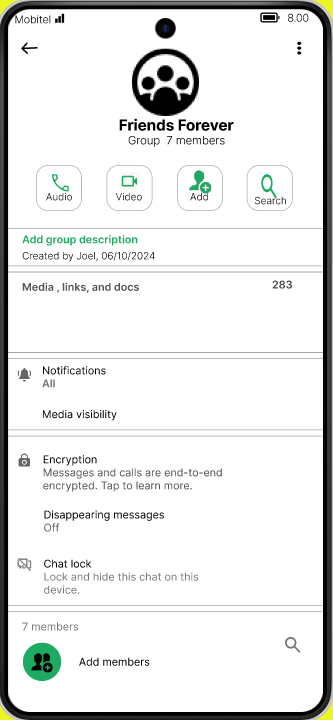 Mobitel 8.00
Friends Forever
Group 7 members
Audio Video Add Search
Add group description
Created by Joel, 06/10/2024
Media , links, and docs 283
Notifications
All
Media visibility
Encryption
Messages and calls are end-to-end
encrypted. Tap to learn more.
Disappearing messages
Off
Chat lock
Lock and hide this chat on this
device.
7 members
Add members